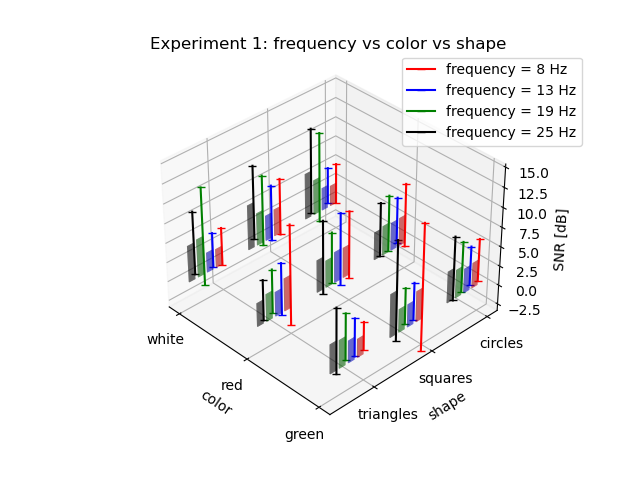 Experiment 1: frequency vs color vs shape
frequency = 8 Hz
frequency = 13 Hz
frequency = 19 Hz
frequency = 25 Hz
15.0
12.5
10.0
7.5
5.0
2.5
0.0
−2.5
SNR [dB]
white
red
green
color
circles
squares
triangles
shape